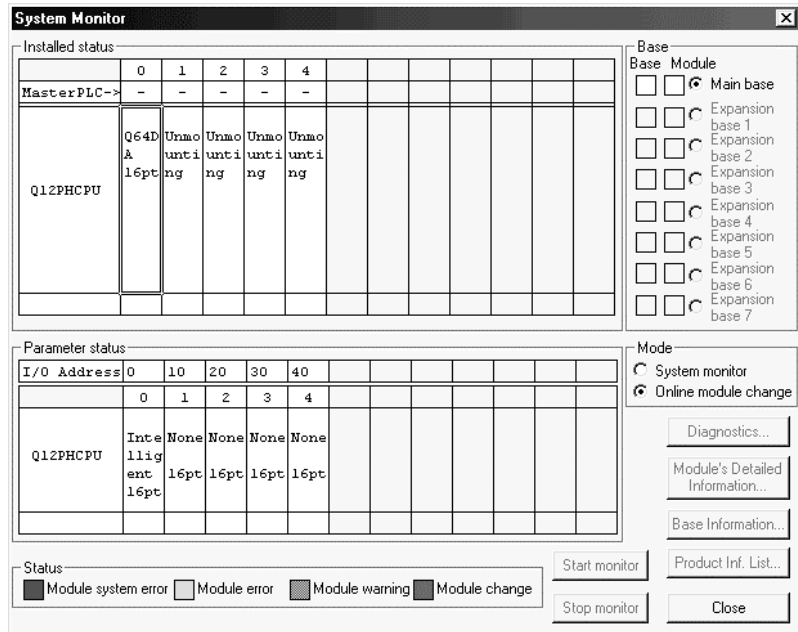 System Monitor
Installed status
0 1 2 3 4
MasterPLC-> - - - - -
Q12PHCPU
Q64D
A
16pt
Unmo
unti
ng
Unmo
unti
ng
Unmo
unti
ng
Unmo
unti
ng
Base
Base Module
Main base
Expansion
base 1
Expansion
base 2
Expansion
base 3
Expansion
base 4
Expansion
base 5
Expansion
base 6
Expansion
base 7
Parameter status
I/O Address 0 10 20 30 40
0 1 2 3 4
Q12PHCPU
Inte
llig
ent
16pt
None
16pt
None
16pt
None
16pt
None
16pt
Mode
System monitor
Online module change
Diagnostics...
Module's Detailed
Information...
Base Information...
Product Inf. List...
Close
Status
Module system error Module error Module warning Module change
Start monitor
Stop monitor